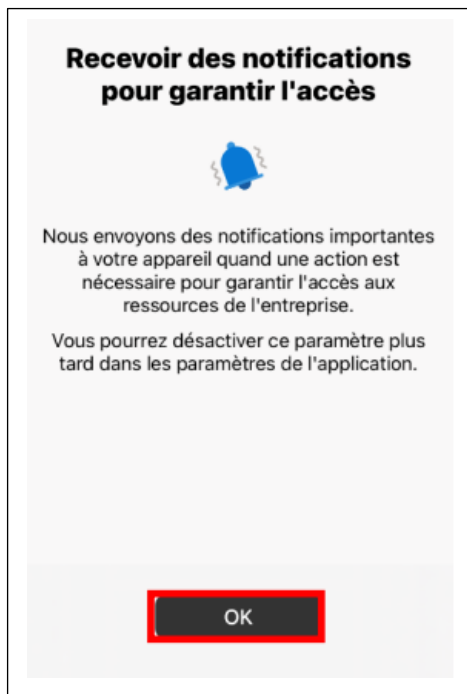 Recevoir des notifications
pour garantir l'accès
Nous envoyons des notifications importantes
à votre appareil quand une action est
nécessaire pour garantir l'accès aux
ressources de l'entreprise.
Vous pourrez désactiver ce paramètre plus
tard dans les paramètres de l'application.
OK